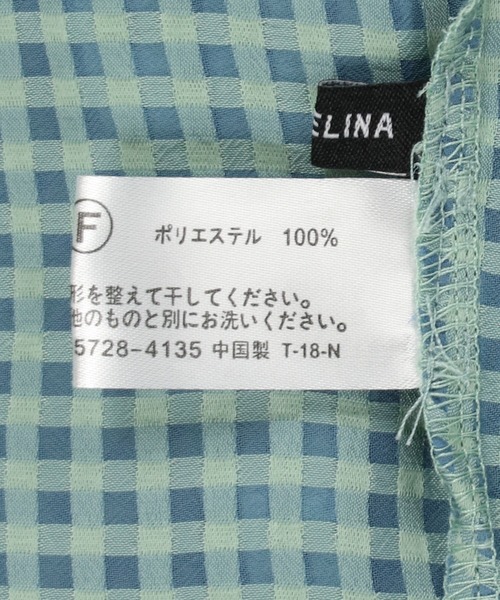 ELINA
F ポリエステル 100%
形を整えて干してください。
他のものと別にお洗いください。
5728-4135 中国製 T-18-N